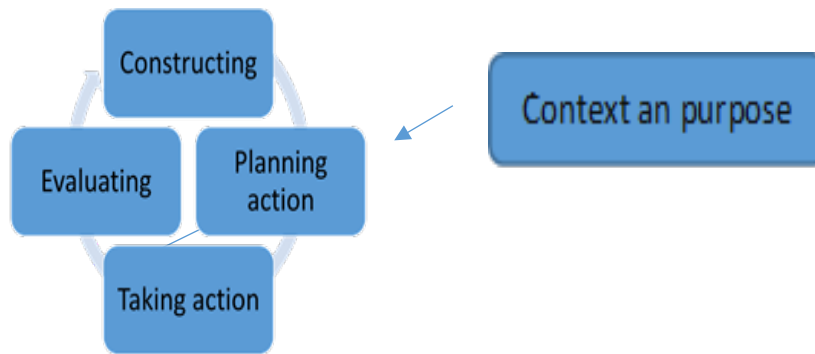 Constructing
Context an purpose
Evaluating
Planning
action
Taking action